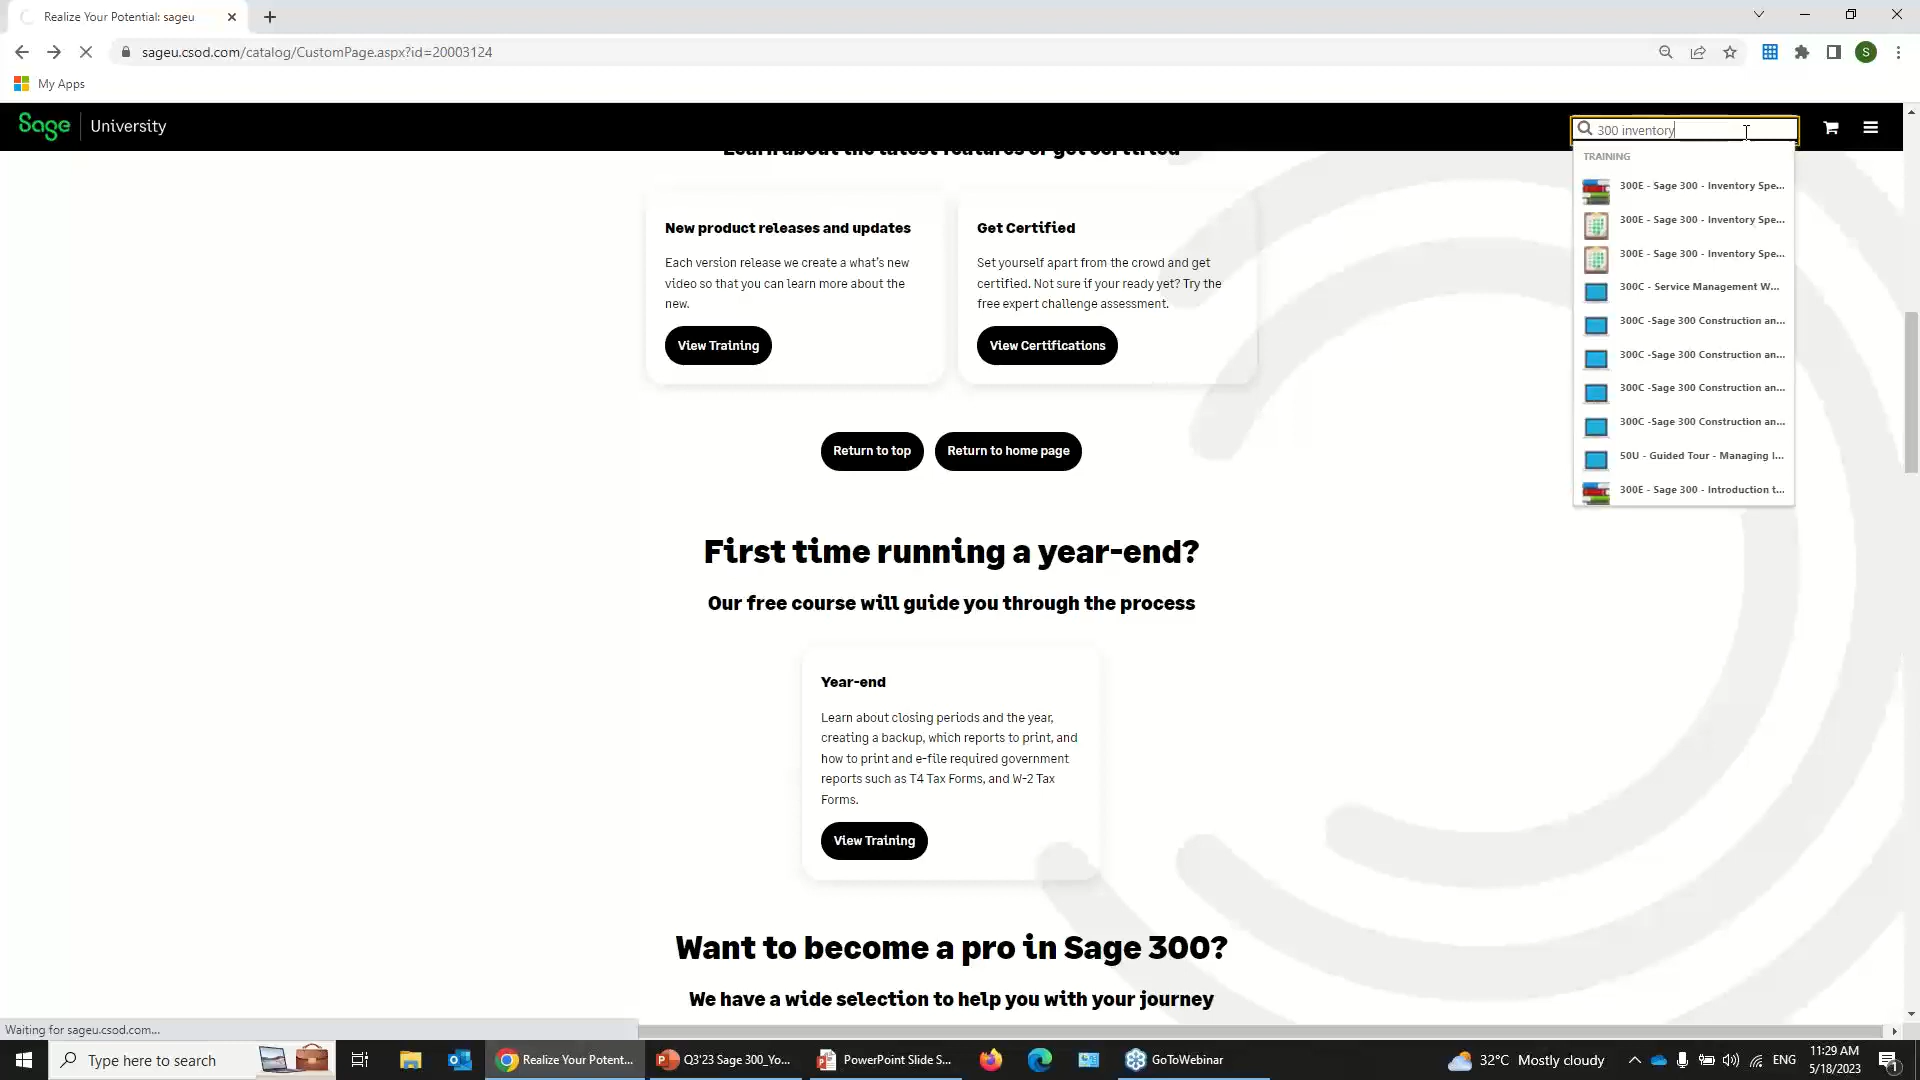 Realize Your Potential: sageu
sageu.csod.com/catalog/CustomPage.aspx?id=20003124
S
My Apps
Sage University
300 inventory
TRAINING
300E - Sage 300 - Inventory Spe...
300E - Sage 300 - Inventory Spe...
300E - Sage 300 - Inventory Spe...
300C - Service Management W...
300C -Sage 300 Construction an...
300C -Sage 300 Construction an...
300C -Sage 300 Construction an...
300C -Sage 300 Construction an...
50U - Guided Tour - Managing I...
300E - Sage 300 - Introduction t...
Learn about the latest features or get certified
New product releases and updates
Each version release we create a what's new
video so that you can learn more about the
new.
View Training
Get Certified
Set yourself apart from the crowd and get
certified. Not sure if your ready yet? Try the
free expert challenge assessment.
View Certifications
Return to top
Return to home page
First time running a year-end?
Our free course will guide you through the process
Year-end
Learn about closing periods and the year,
creating a backup, which reports to print, and
how to print and e-file required government
reports such as T4 Tax Forms, and W-2 Tax
Forms.
View Training
Want to become a pro in Sage 300?
We have a wide selection to help you with your journey
Waiting for sageu.csod.com...
Type here to search
Realize Your Potent...
Q3'23 Sage 300_Yo...
PowerPoint Slide S...
GoToWebinar
32°C Mostly cloudy
ENG
11:29 AM
5/18/2023
1